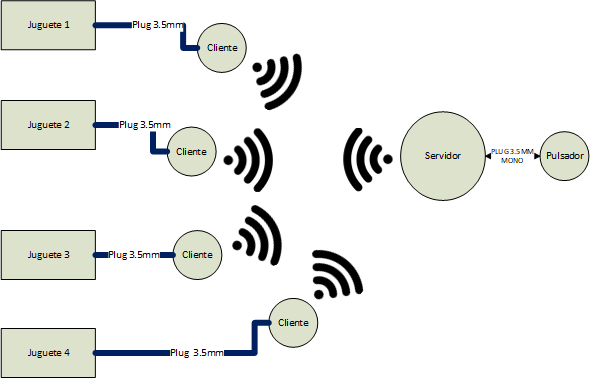 Juguete 1
Plug 3.5mm
Cliente
Juguete 2
Plug 3.5mm
Cliente
Servidor
PLUG 3.5 MM
MONO
Pulsador
Juguete 3
Plug 3.5mm
Cliente
Cliente
Juguete 4
Plug 3.5mm